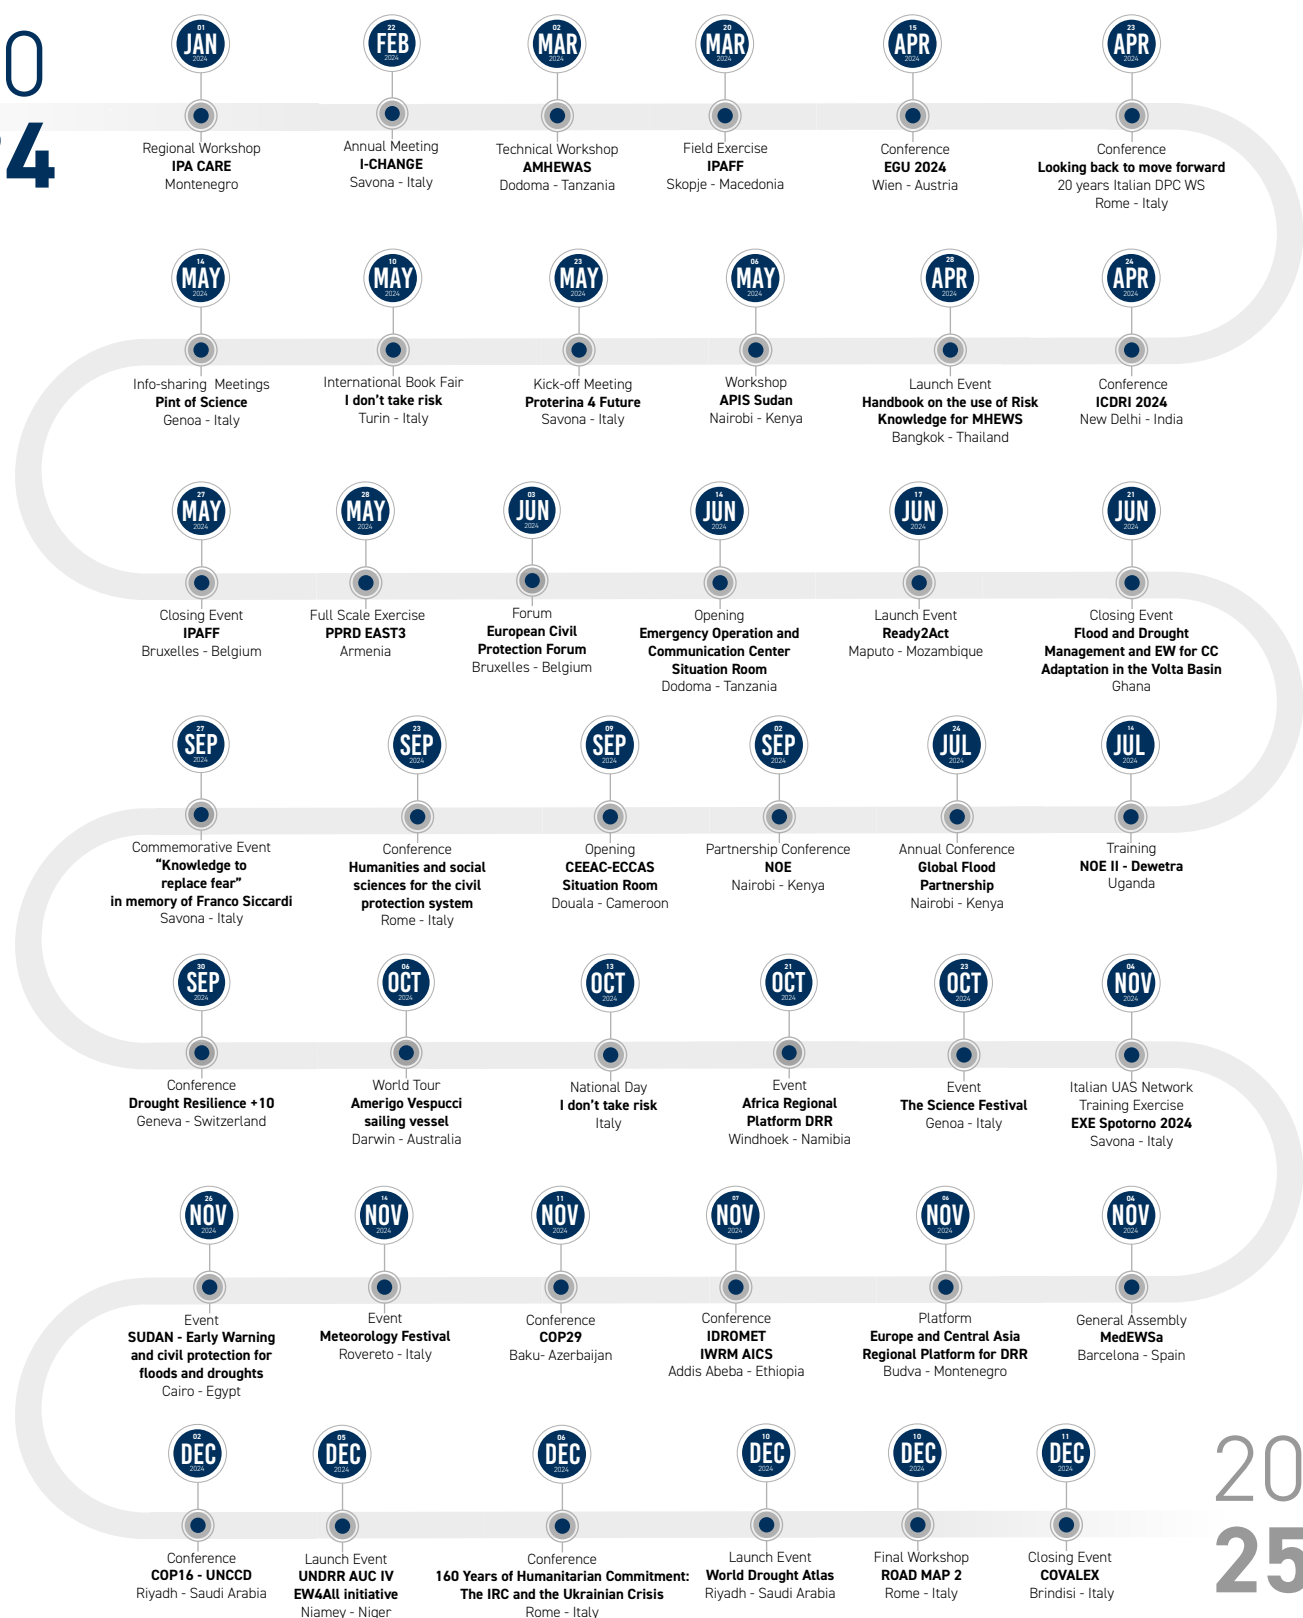 0
4
01
JAN
2024
Regional Workshop
IPA CARE
Montenegro
22
FEB
2024
Annual Meeting
I-CHANGE
Savona - Italy
02
MAR
2024
Technical Workshop
AMHEWAS
Dodoma - Tanzania
20
MAR
2024
Field Exercise
IPAFF
Skopje - Macedonia
15
APR
2024
Conference
EGU 2024
Wien - Austria
23
APR
2024
Conference
Looking back to move forward
20 years Italian DPC WS
Rome - Italy
14
MAY
2024
Info-sharing Meetings
Pint of Science
Genoa - Italy
10
MAY
2024
International Book Fair
I don't take risk
Turin - Italy
23
MAY
2024
Kick-off Meeting
Proterina 4 Future
Savona - Italy
06
MAY
2024
Workshop
APIS Sudan
Nairobi - Kenya
28
APR
2024
Launch Event
Handbook on the use of Risk
Knowledge for MHEWS
Bangkok - Thailand
24
APR
2024
Conference
ICDRI 2024
New Delhi - India
27
MAY
2024
Closing Event
IPAFF
Bruxelles - Belgium
28
MAY
2024
Full Scale Exercise
PPRD EAST3
Armenia
03
JUN
2024
Forum
European Civil
Protection Forum
Bruxelles - Belgium
14
JUN
2024
Opening
Emergency Operation and
Communication Center
Situation Room
Dodoma - Tanzania
17
JUN
2024
Launch Event
Ready2Act
Maputo - Mozambique
21
JUN
2024
Closing Event
Flood and Drought
Management and EW for CC
Adaptation in the Volta Basin
Ghana
27
SEP
2024
Commemorative Event
“Knowledge to
replace fear”
in memory of Franco Siccardi
Savona - Italy
23
SEP
2024
Conference
Humanities and social
sciences for the civil
protection system
Rome - Italy
09
SEP
2024
Opening
CEEAC-ECCAS
Situation Room
Douala - Cameroon
02
SEP
2024
Partnership Conference
NOE
Nairobi - Kenya
24
JUL
2024
Annual Conference
Global Flood
Partnership
Nairobi - Kenya
14
JUL
2024
Training
NOE II - Dewetra
Uganda
30
SEP
2024
Conference
Drought Resilience +10
Geneva - Switzerland
06
OCT
2024
World Tour
Amerigo Vespucci
sailing vessel
Darwin - Australia
13
OCT
2024
National Day
I don't take risk
Italy
21
OCT
2024
Event
Africa Regional
Platform DRR
Windhoek - Namibia
23
OCT
2024
Event
The Science Festival
Genoa - Italy
04
NOV
2024
Italian UAS Network
Training Exercise
EXE Spotorno 2024
Savona - Italy
26
NOV
2024
Event
SUDAN - Early Warning
and civil protection for
floods and droughts
Cairo - Egypt
14
NOV
2024
Event
Meteorology Festival
Rovereto - Italy
11
NOV
2024
Conference
COP29
Baku- Azerbaijan
07
NOV
2024
Conference
IDROMET
IWRM AICS
Addis Abeba - Ethiopia
06
NOV
2024
Platform
Europe and Central Asia
Regional Platform for DRR
Budva - Montenegro
04
NOV
2024
General Assembly
MedEWSa
Barcelona - Spain
02
DEC
2024
Conference
COP16 - UNCCD
Riyadh - Saudi Arabia
05
DEC
2024
Launch Event
UNDRR AUC IV
EW4All initiative
Niamey - Niger
06
DEC
2024
Conference
160 Years of Humanitarian Commitment:
The IRC and the Ukrainian Crisis
Rome - Italy
10
DEC
2024
Launch Event
World Drought Atlas
Riyadh - Saudi Arabia
10
DEC
2024
Final Workshop
ROAD MAP 2
Rome - Italy
11
DEC
2024
Closing Event
COVALEX
Brindisi - Italy
20
25